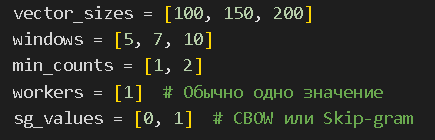 vector_sizes = [100, 150, 200]
windows = [5, 7, 10]
min_counts = [1, 2]
workers = [1]  # Обычно одно значение
sg_values = [0, 1]  # CBOW или Skip-gram